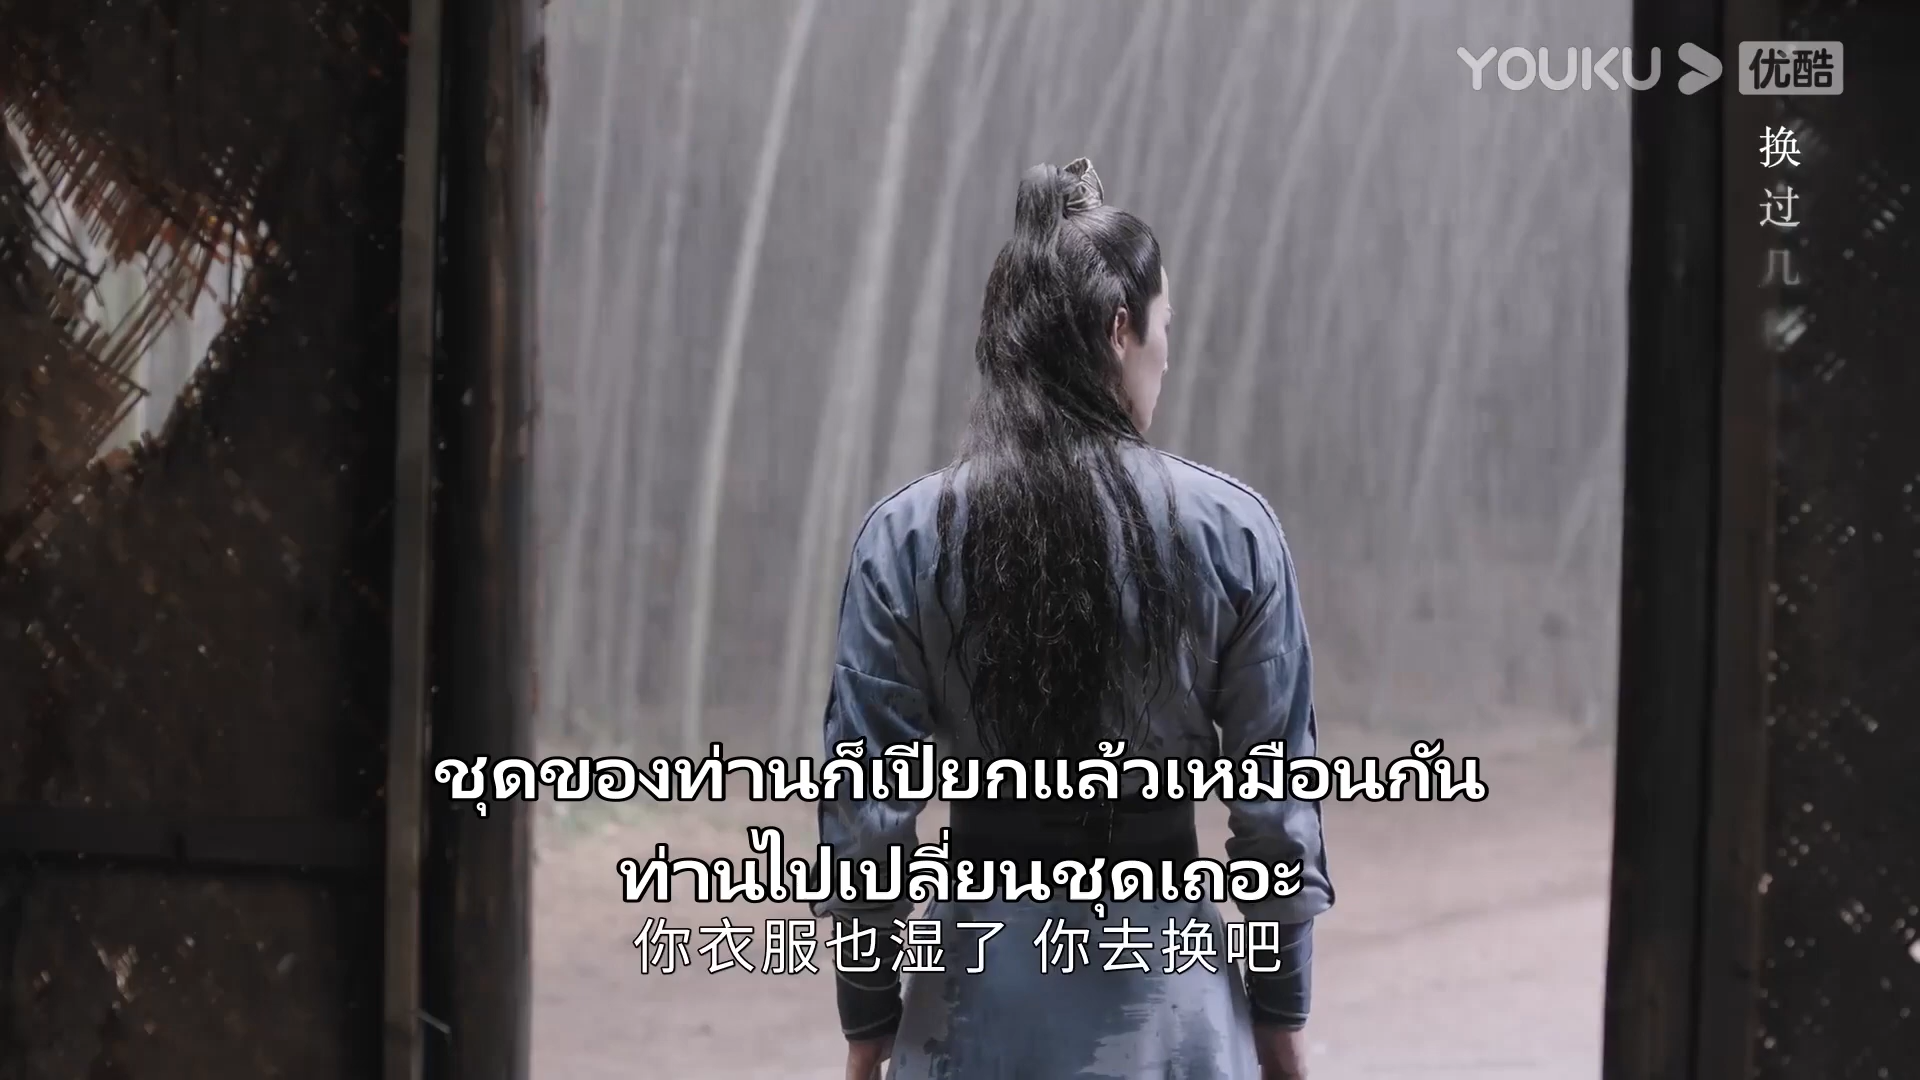 YOUKU 优酷
换过几
ชุดของท่านก็เปียกแล้วเหมือนกัน
ท่านไปเปลี่ยนชุดเถอะ
你衣服也湿了 你去换吧